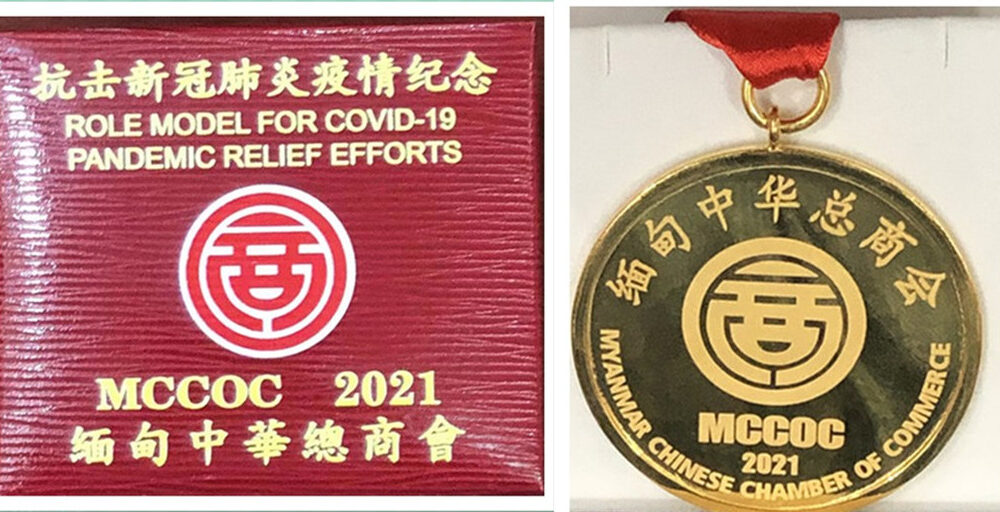 抗击新冠肺炎疫情纪念
ROLE MODEL FOR COVID-19
PANDEMIC RELIEF EFFORTS
MCCOC 2021
緬甸中華總商會
缅甸中华总商会
MCCOC
2021
MYANMAR CHINESE CHAMBER OF COMMERCE